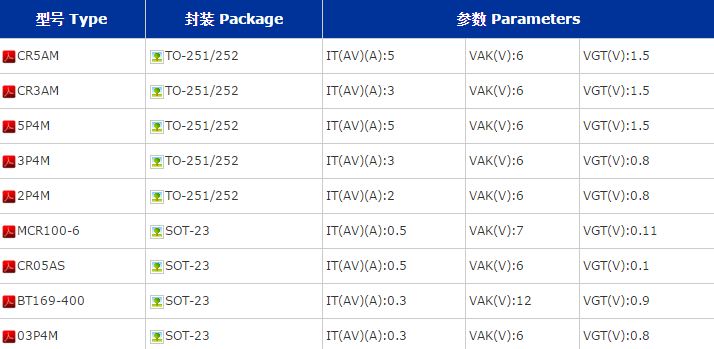 型号 Type 封装 Package 参数 Parameters
CR5AM TO-251/252 IT(AV)(A):5 VAK(V):6 VGT(V):1.5
CR3AM TO-251/252 IT(AV)(A):3 VAK(V):6 VGT(V):1.5
5P4M TO-251/252 IT(AV)(A):5 VAK(V):6 VGT(V):1.5
3P4M TO-251/252 IT(AV)(A):3 VAK(V):6 VGT(V):0.8
2P4M TO-251/252 IT(AV)(A):2 VAK(V):6 VGT(V):0.8
MCR100-6 SOT-23 IT(AV)(A):0.5 VAK(V):7 VGT(V):0.11
CR05AS SOT-23 IT(AV)(A):0.5 VAK(V):6 VGT(V):0.1
BT169-400 SOT-23 IT(AV)(A):0.3 VAK(V):12 VGT(V):0.9
03P4M SOT-23 IT(AV)(A):0.3 VAK(V):6 VGT(V):0.8